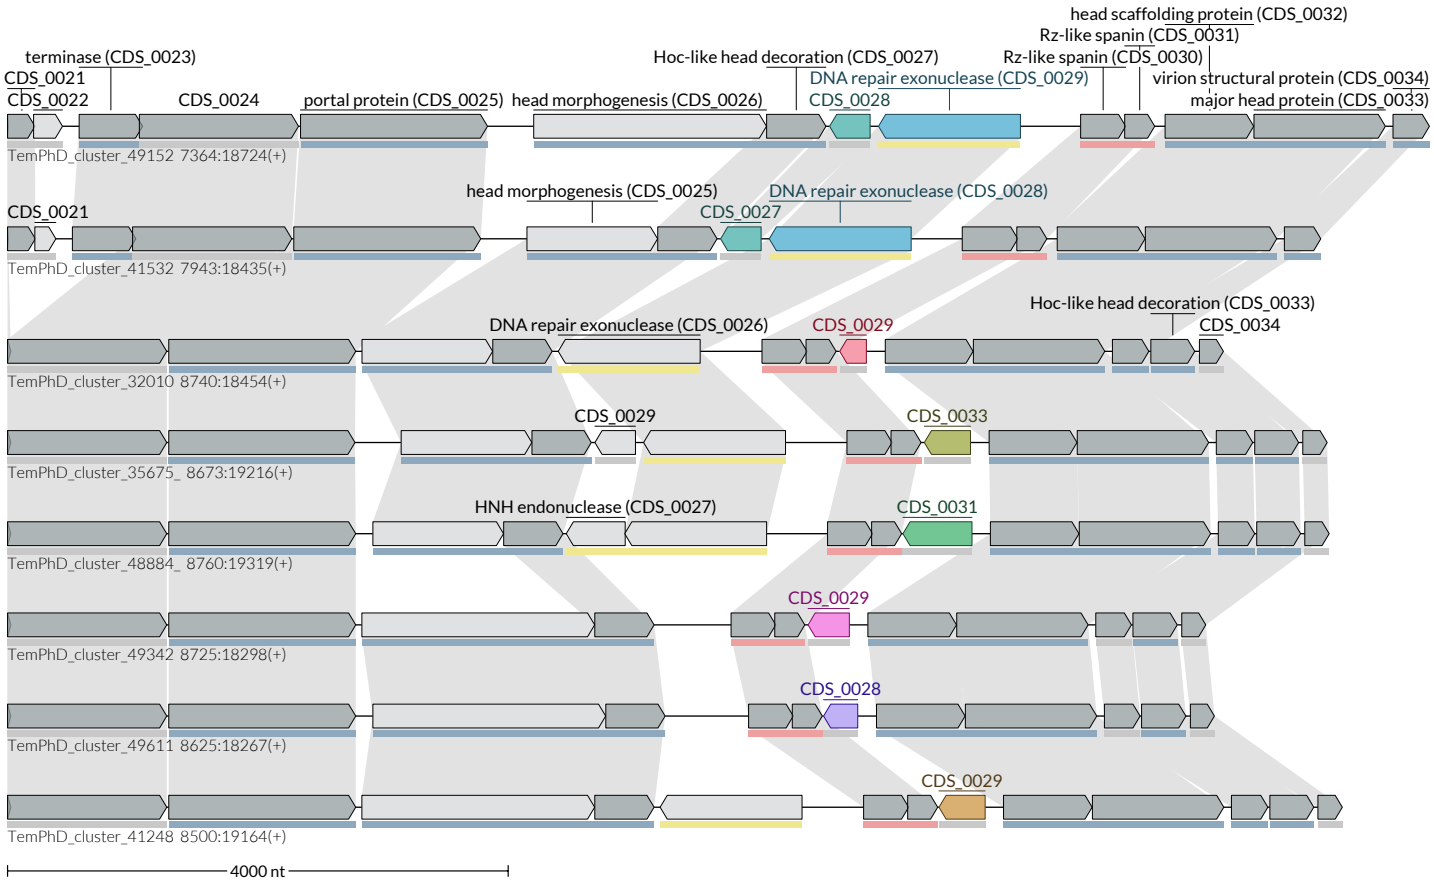 head scaffolding protein (CDS_0032)
Rz-like spanin (CDS_0031)
terminase (CDS_0023)
Hoc-like head decoration (CDS_0027)
Rz-like spanin (CDS_0030)
CDS_0021
DNA repair exonuclease (CDS_0029)
virion structural protein (CDS_0034)
CDS_0022
CDS_0024
portal protein (CDS_0025)
head morphogenesis (CDS_0026)
CDS_0028
major head protein (CDS_0033)
TemPhD_cluster_49152 7364:18724(+)
head morphogenesis (CDS_0025)
DNA repair exonuclease (CDS_0028)
CDS_0021
CDS_0027
TemPhD_cluster_41532 7943:18435(+)
Hoc-like head decoration (CDS_0033)
DNA repair exonuclease (CDS_0026)
CDS_0029
CDS_0034
TemPhD_cluster_32010 8740:18454(+)
CDS_0029
CDS_0033
TemPhD_cluster_35675_ 8673:19216(+)
HNH endonuclease (CDS_0027)
CDS_0031
TemPhD_cluster_48884_ 8760:19319(+)
CDS_0029
TemPhD_cluster_49342 8725:18298(+)
CDS_0028
TemPhD_cluster_49611 8625:18267(+)
CDS_0029
TemPhD_cluster_41248 8500:19164(+)
4000 nt